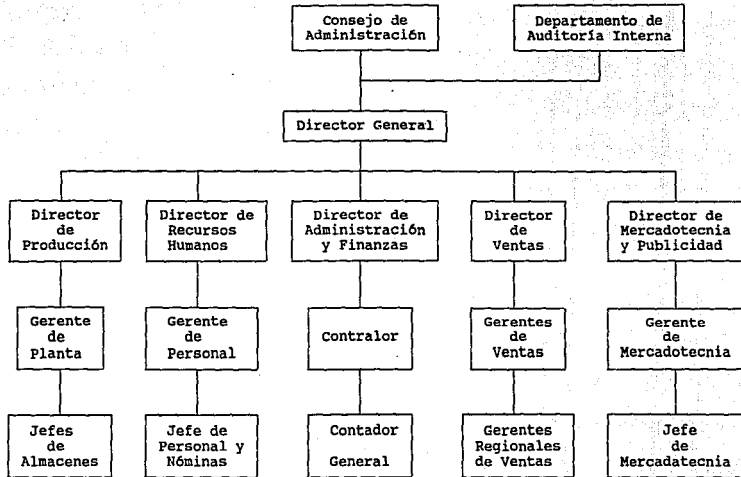 Consejo de
Administración
Departamento de
Auditoría Interna
Director General
Director
de
Producción
Director de
Recursos
Humanos
Director de
Administración
y Finanzas
Director
de
Ventas
Director de
Mercadotecnia
y Publicidad
Gerente
de
Planta
Gerente
de
Personal
Contralor
Gerentes
de
Ventas
Gerente
de
Mercadotecnia
Jefes
de
Almacenes
Jefe de
Personal y
Nóminas
Contador
General
Gerentes
Regionales
de Ventas
Jefe
de
Mercadatecnia